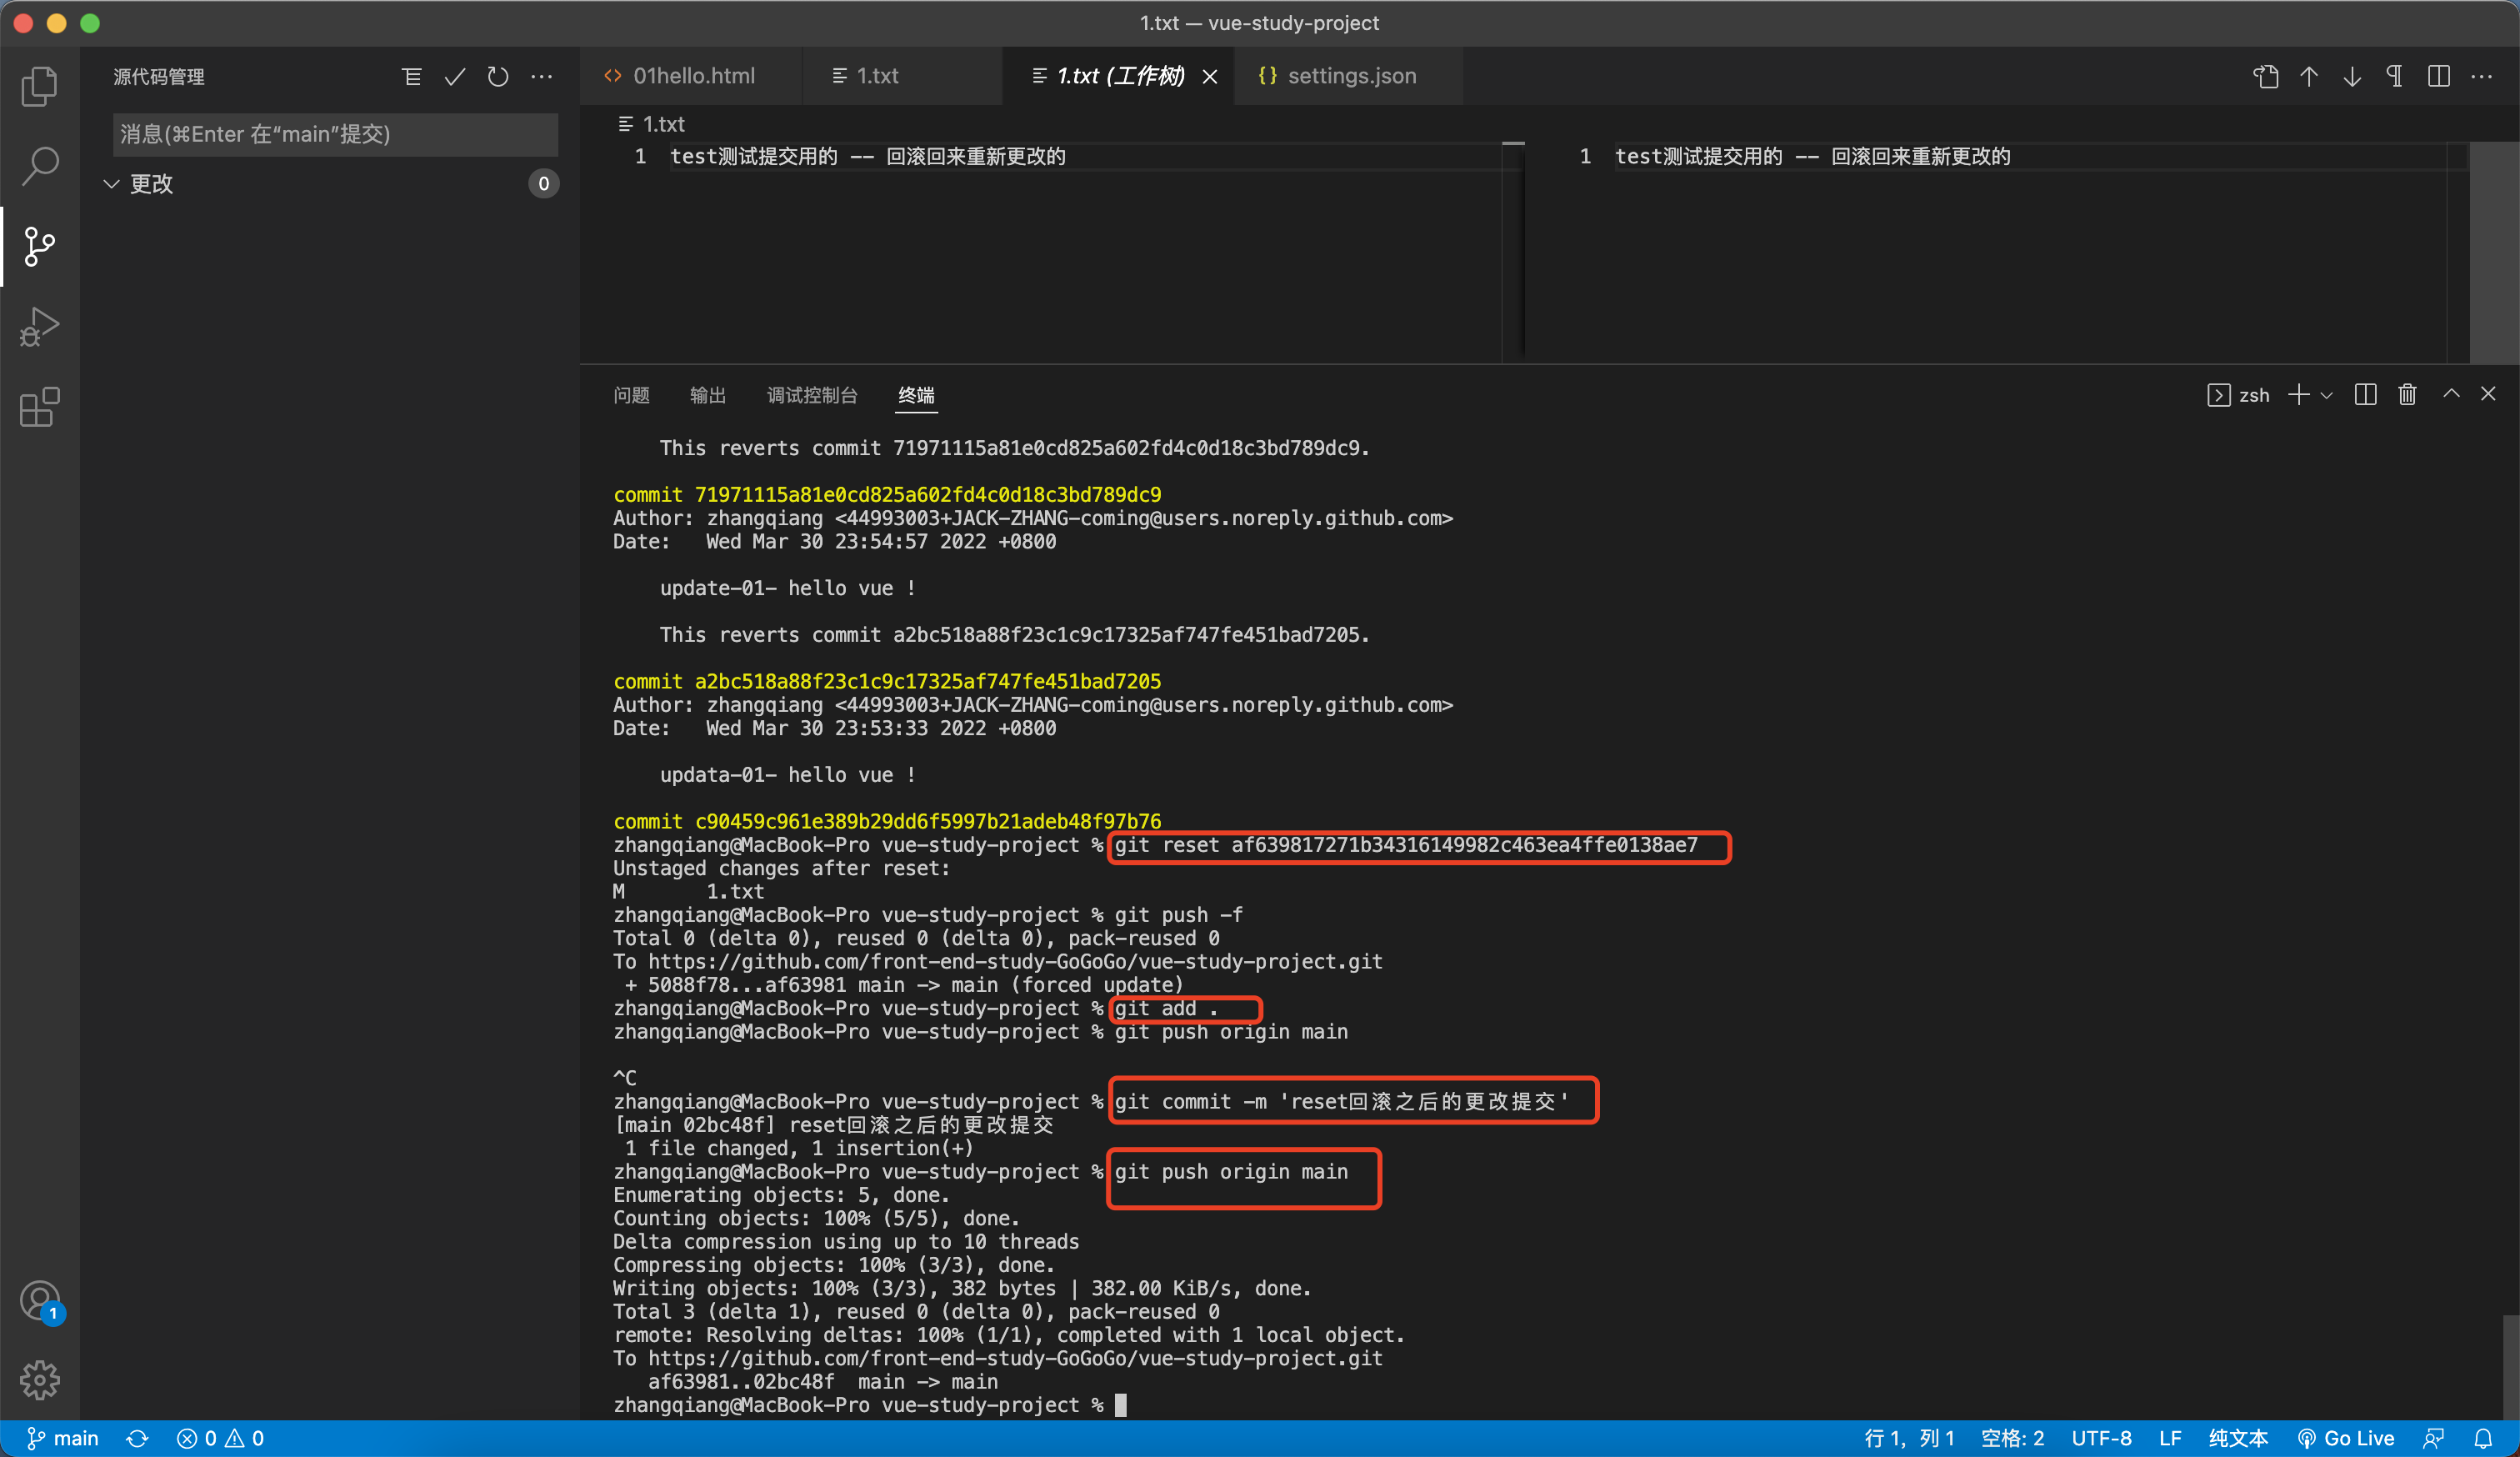 1.txt — vue-study-project
源代码管理
01hello.html
1.txt
1.txt (工作树)
{} settings.json
消息(⌘Enter 在“main”提交)
更改
0
1.txt
1 test测试提交用的 -- 回滚回来重新更改的
1 test测试提交用的 -- 回滚回来重新更改的
问题 输出 调试控制台 终端
zsh
This reverts commit 71971115a81e0cd825a602fd4c0d18c3bd789dc9.
commit 71971115a81e0cd825a602fd4c0d18c3bd789dc9
Author: zhangqiang <44993003+JACK-ZHANG-coming@users.noreply.github.com>
Date:   Wed Mar 30 23:54:57 2022 +0800
update-01- hello vue !
This reverts commit a2bc518a88f23c1c9c17325af747fe451bad7205.
commit a2bc518a88f23c1c9c17325af747fe451bad7205
Author: zhangqiang <44993003+JACK-ZHANG-coming@users.noreply.github.com>
Date:   Wed Mar 30 23:53:33 2022 +0800
updata-01- hello vue !
commit c90459c961e389b29dd6f5997b21adeb48f97b76
zhangqiang@MacBook-Pro vue-study-project % git reset af639817271b34316149982c463ea4ffe0138ae7
Unstaged changes after reset:
M       1.txt
zhangqiang@MacBook-Pro vue-study-project % git push -f
Total 0 (delta 0), reused 0 (delta 0), pack-reused 0
To https://github.com/front-end-study-GoGoGo/vue-study-project.git
+ 5088f78...af63981 main -> main (forced update)
zhangqiang@MacBook-Pro vue-study-project % git add .
zhangqiang@MacBook-Pro vue-study-project % git push origin main
^C
zhangqiang@MacBook-Pro vue-study-project % git commit -m 'reset回滚之后的更改提交'
[main 02bc48f] reset回滚之后的更改提交
1 file changed, 1 insertion(+)
zhangqiang@MacBook-Pro vue-study-project % git push origin main
Enumerating objects: 5, done.
Counting objects: 100% (5/5), done.
Delta compression using up to 10 threads
Compressing objects: 100% (3/3), done.
Writing objects: 100% (3/3), 382 bytes | 382.00 KiB/s, done.
Total 3 (delta 1), reused 0 (delta 0), pack-reused 0
remote: Resolving deltas: 100% (1/1), completed with 1 local object.
To https://github.com/front-end-study-GoGoGo/vue-study-project.git
af63981..02bc48f  main -> main
zhangqiang@MacBook-Pro vue-study-project %
1
main 0 0
行 1，列 1 空格: 2 UTF-8 LF 纯文本 Go Live